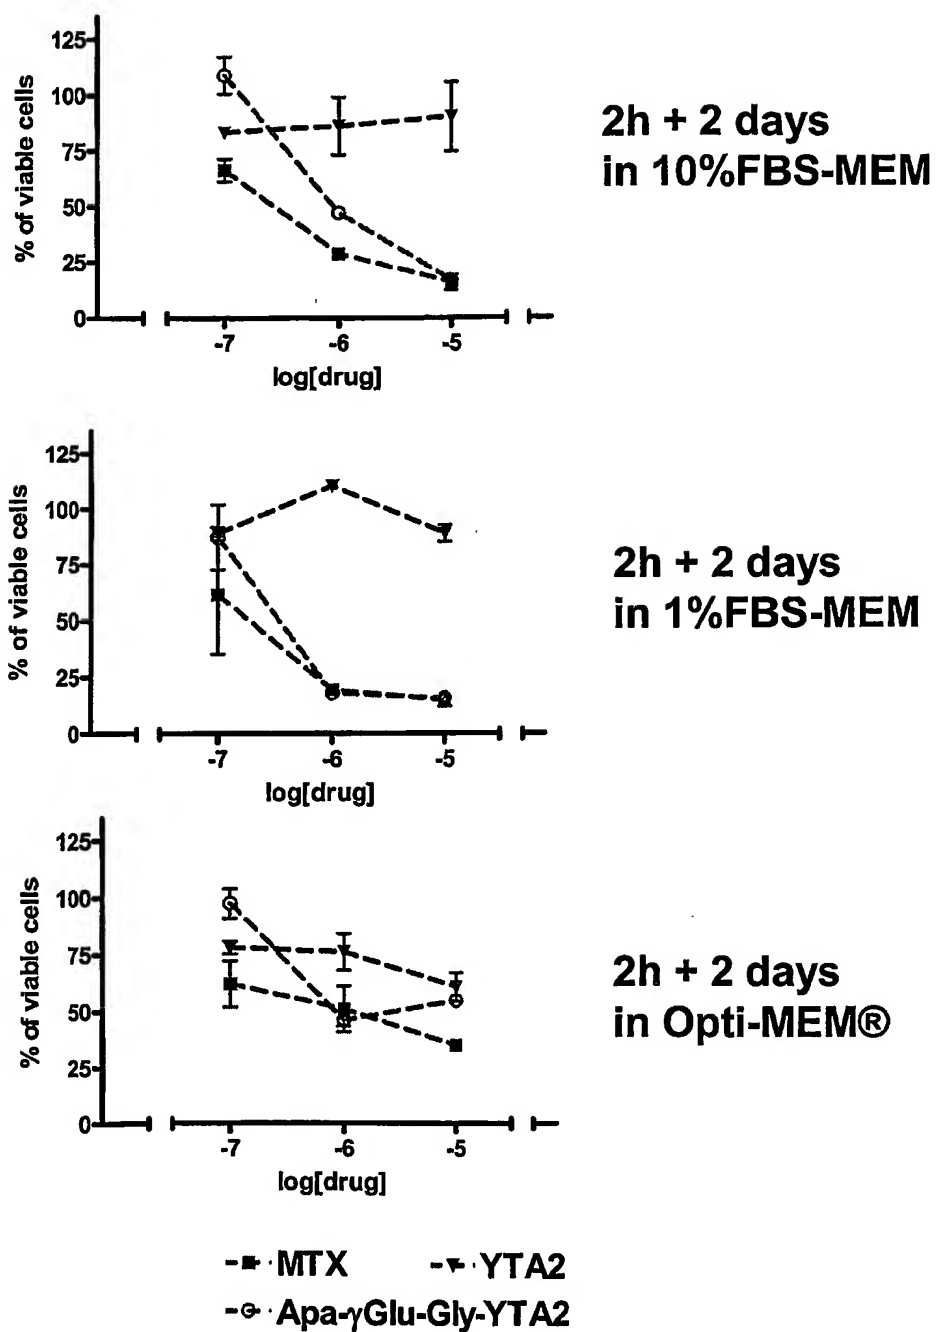 % of viable cells
125
100
75
50
25
0
-7 -6 -5
log[drug]
2h + 2 days
in 10%FBS-MEM
% of viable cells
125
100
75
50
25
0
-7 -6 -5
log[drug]
2h + 2 days
in 1%FBS-MEM
% of viable cells
125
100
75
50
25
0
-7 -6 -5
log[drug]
2h + 2 days
in Opti-MEM®
MTX YTA2
Apa-γGlu-Gly-YTA2